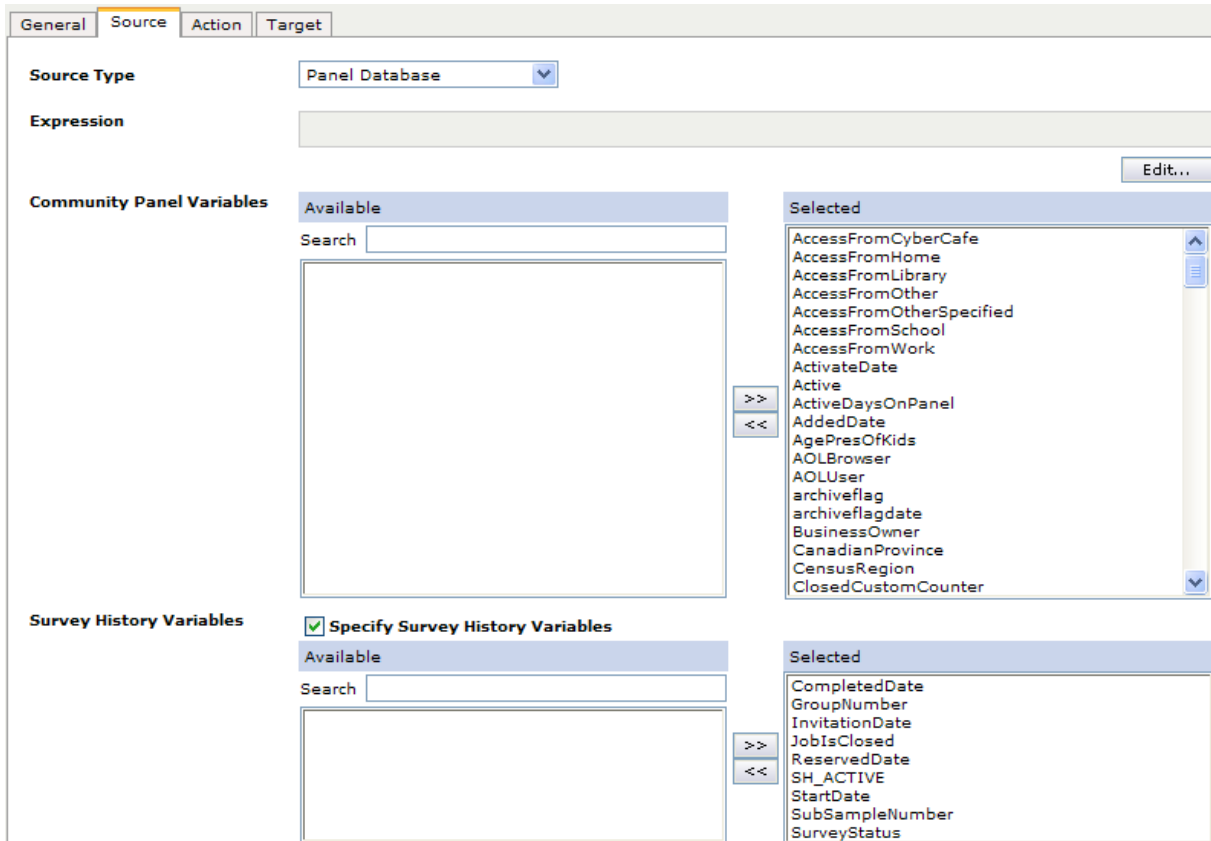 General Source Action Target
Source Type Panel Database
Expression
Edit...
Community Panel Variables Available Selected
Search
AccessFromCyberCafe
AccessFromHome
AccessFromLibrary
AccessFromOther
AccessFromOtherSpecified
AccessFromSchool
AccessFromWork
ActivateDate
Active
>> ActiveDaysOnPanel
<< AddedDate
AgePresOfKids
AOLBrowser
AOLUser
archiveflag
archiveflagdate
BusinessOwner
CanadianProvince
CensusRegion
ClosedCustomCounter
Survey History Variables Specify Survey History Variables
Available Selected
Search
CompletedDate
GroupNumber
InvitationDate
>> JobIsClosed
ReservedDate
<< SH_ACTIVE
StartDate
SubSampleNumber
SurveyStatus